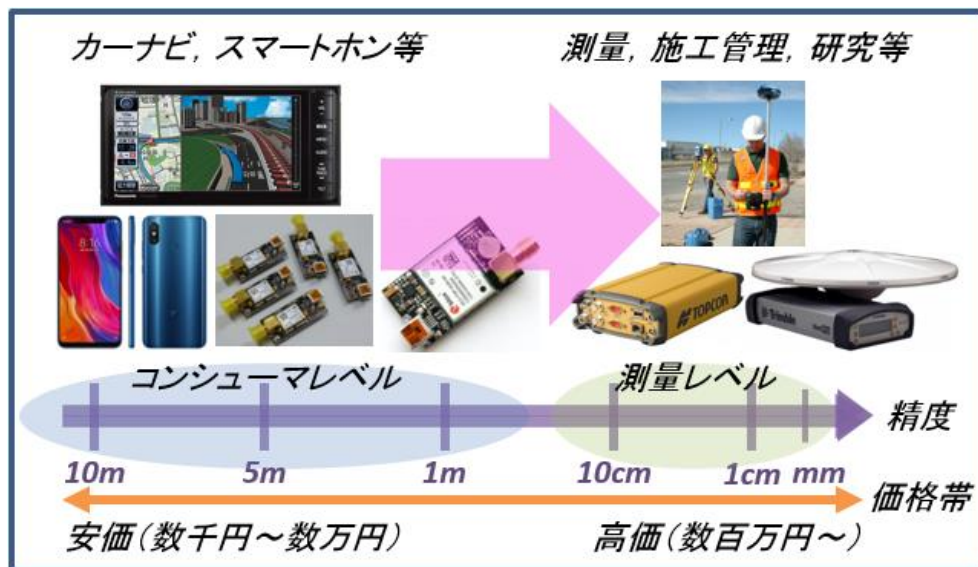 カーナビ, スマートホン等
測量, 施工管理, 研究等
8:16
TOPCON
Trimble
コンシューマレベル
測量レベル
精度
10m
5m
1m
10cm
1cm
mm
価格帯
安価(数千円～数万円)
高価(数百万円～)